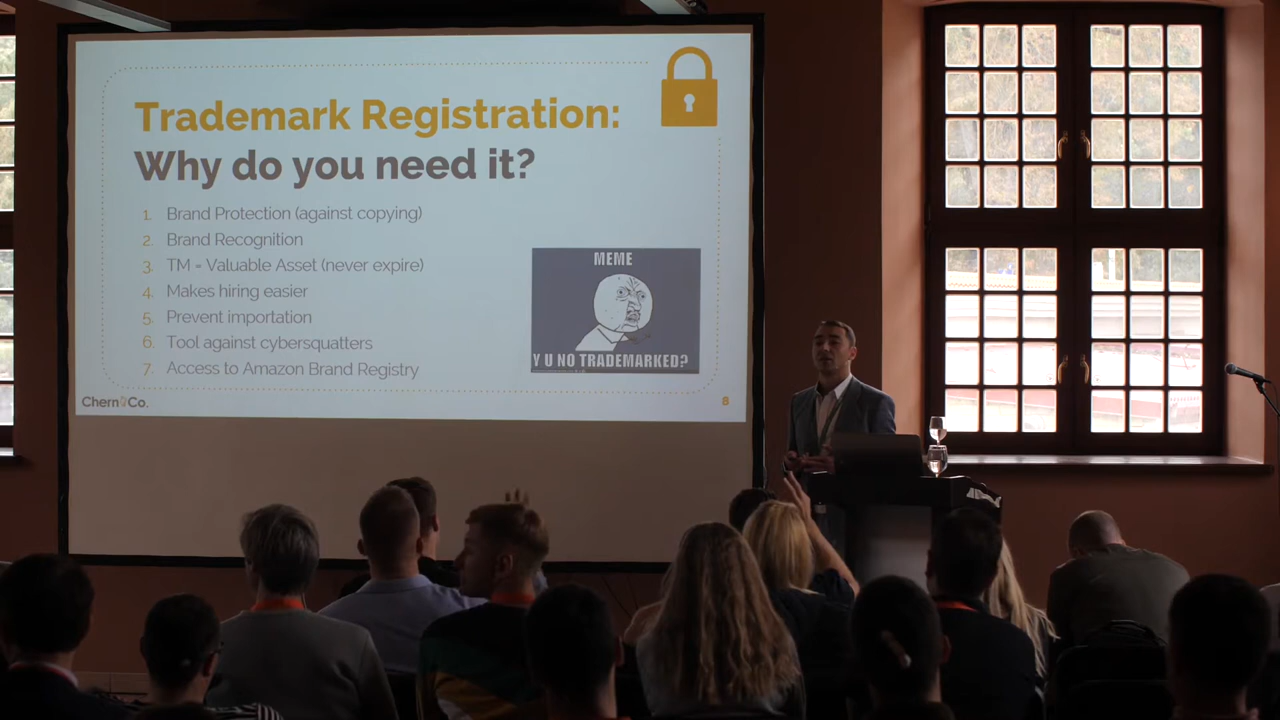 Trademark Registration:
Why do you need it?
1. Brand Protection (against copying)
2. Brand Recognition
3. TM = Valuable Asset (never expire)
4. Makes hiring easier
5. Prevent importation
6. Tool against cybersquatters
7. Access to Amazon Brand Registry
MEME
Y U NO TRADEMARKED?
Chern Co.
8